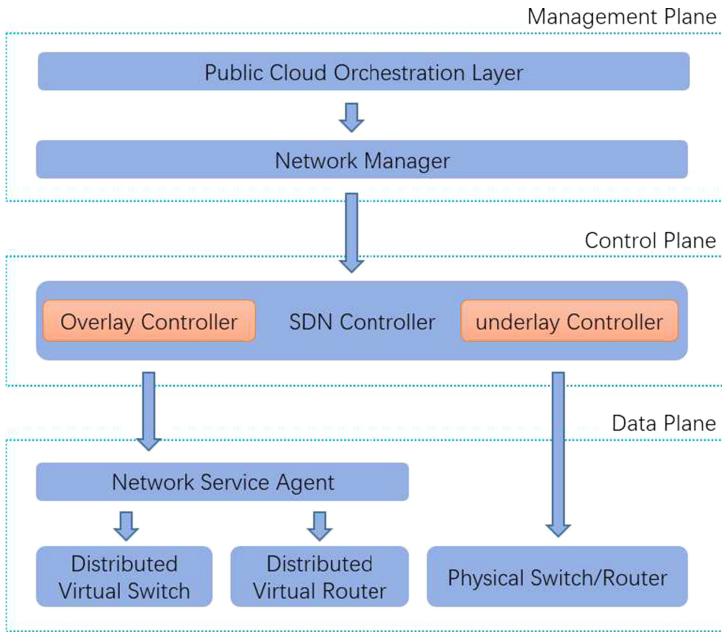 Management Plane
Public Cloud Orchestration Layer
Network Manager
Control Plane
Overlay Controller
SDN Controller
underlay Controller
Data Plane
Network Service Agent
Distributed
Virtual Switch
Distributed
Virtual Router
Physical Switch/Router